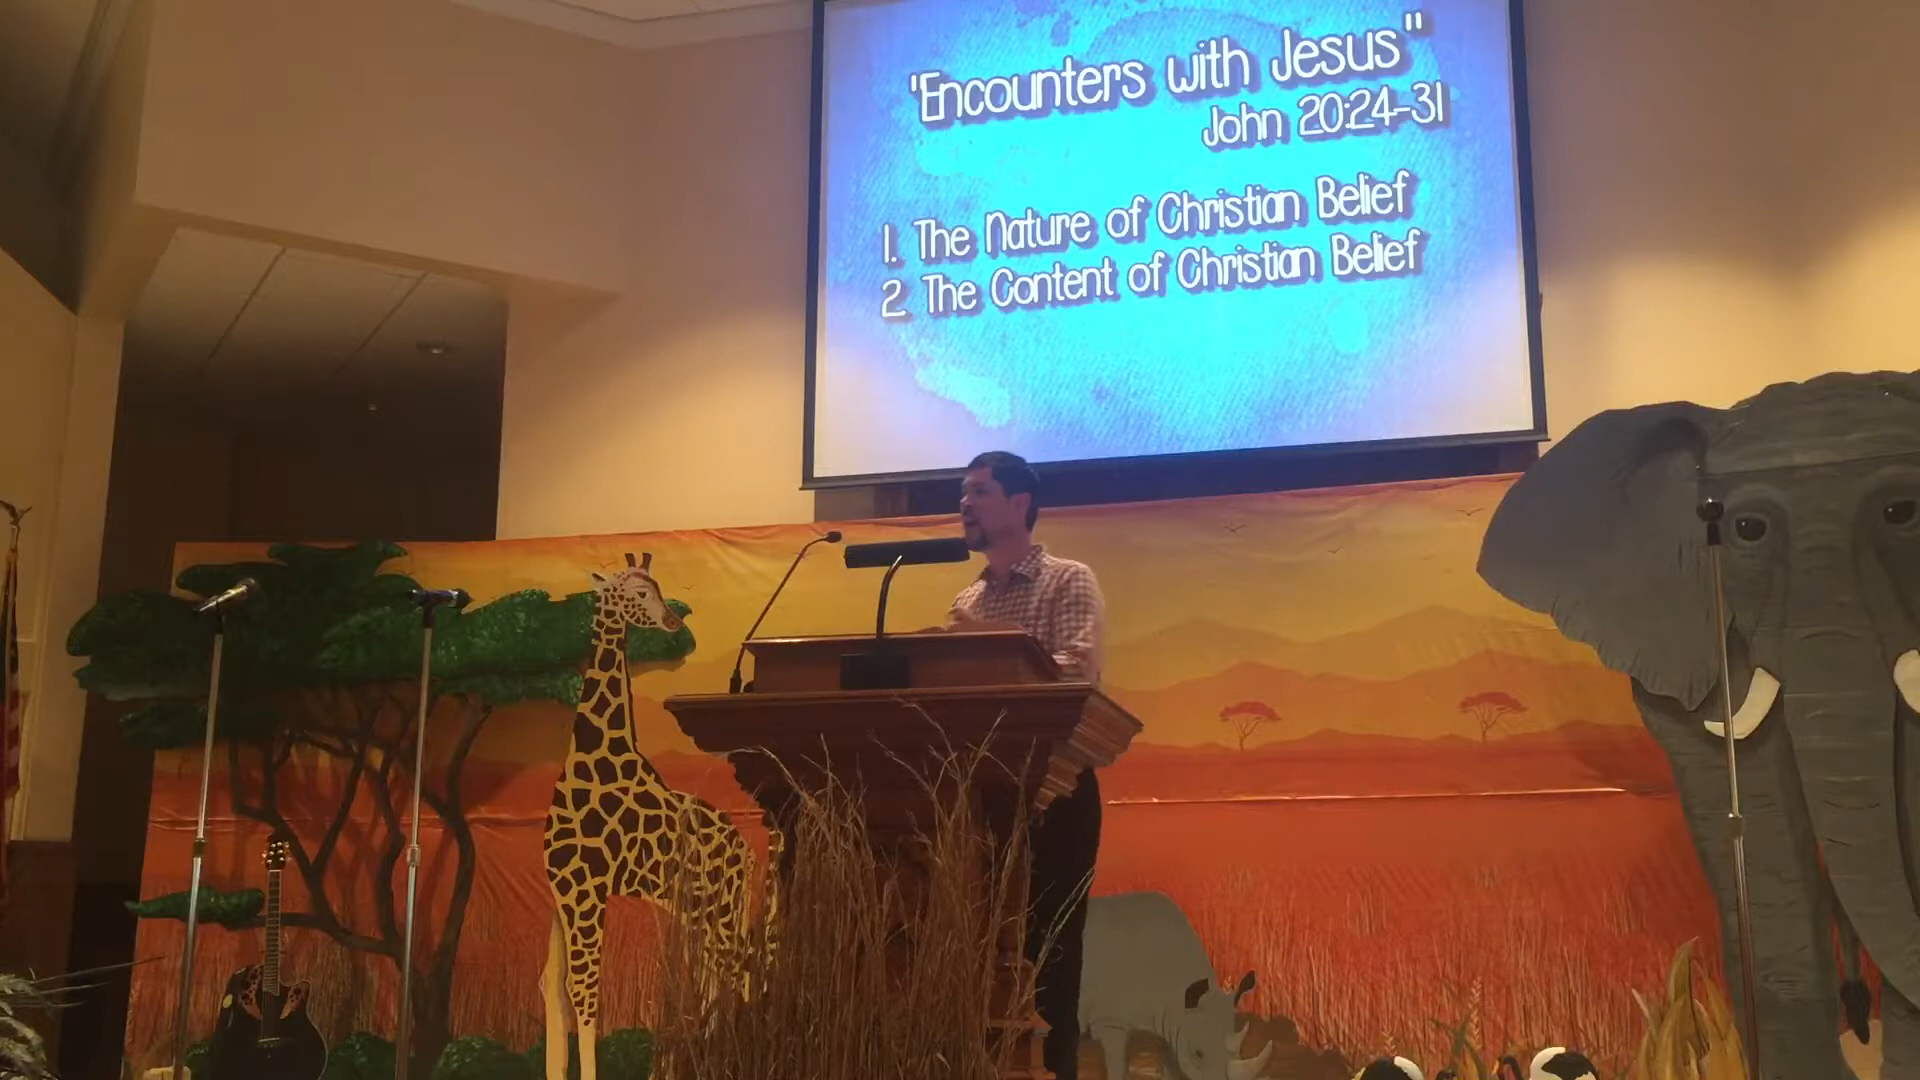 "Encounters with Jesus"
John 20:24-31
1. The Nature of Christian Belief
2. The Content of Christian Belief